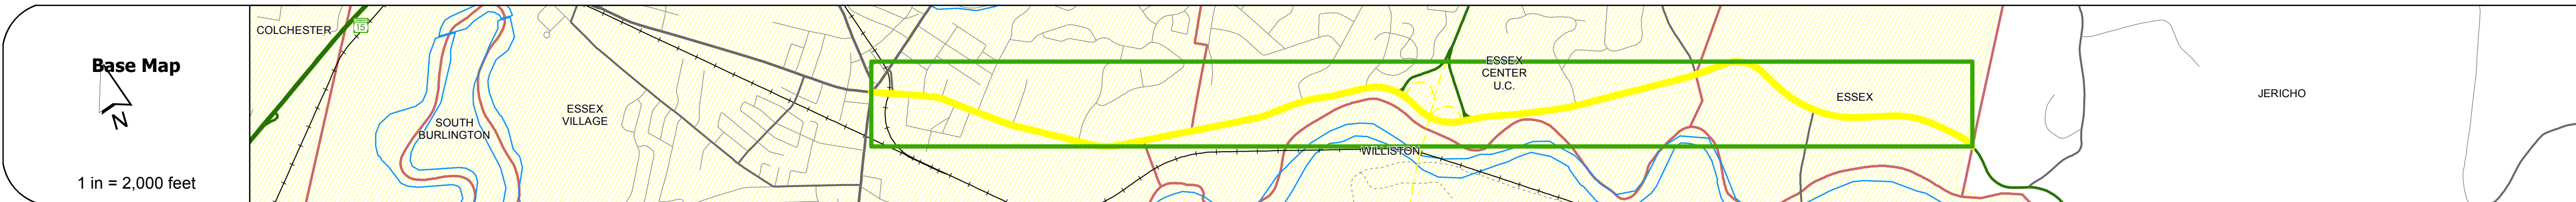 Base Map
N
1 in = 2,000 feet
COLCHESTER
15
SOUTH
BURLINGTON
ESSEX
VILLAGE
ESSEX
CENTER
U.C.
WILLISTON
ESSEX
JERICHO